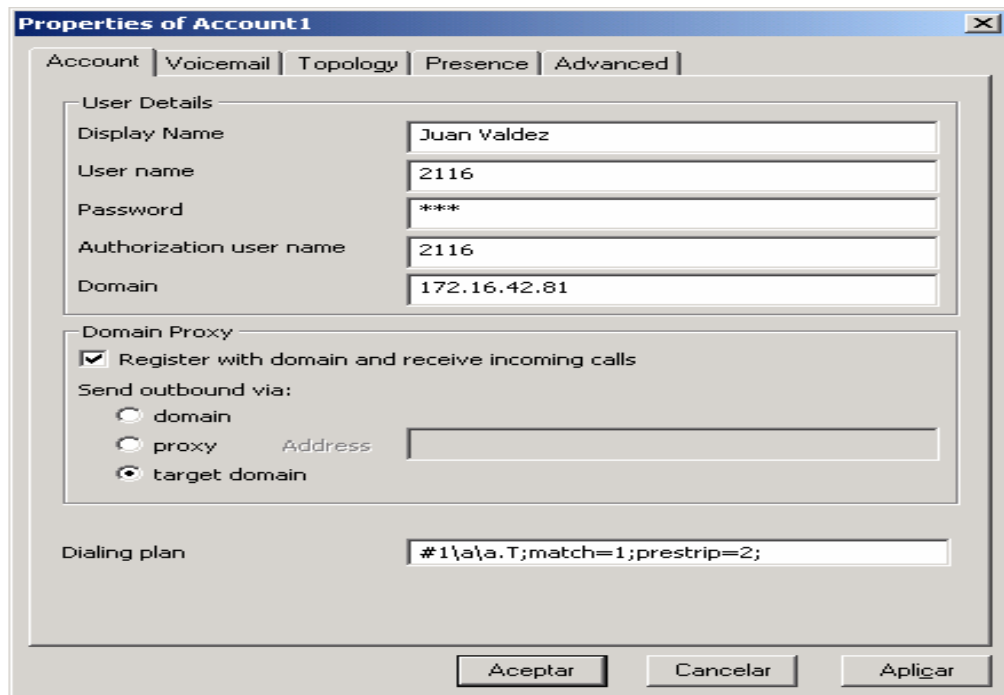 Properties of Account1
Account Voicemail Topology Presence Advanced
User Details
Display Name Juan Valdez
User name 2116
Password ***
Authorization user name 2116
Domain 172.16.42.81
Domain Proxy
Register with domain and receive incoming calls
Send outbound via:
domain
proxy Address
target domain
Dialing plan #1\a\a.T;match=1;prestrip=2;
Aceptar Cancelar Aplicar